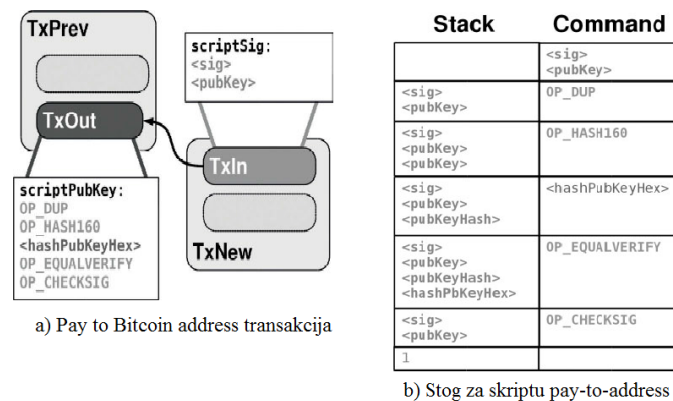 TxPrev
TxOut
scriptPubKey:
OP_DUP
OP_HASH160
<hashPubKeyHex>
OP_EQUALVERIFY
OP_CHECKSIG
scriptSig:
<sig>
<pubKey>
TxIn
TxNew
a) Pay to Bitcoin address transakcija
Stack Command
<sig>
<pubKey>
<sig> OP_DUP
<pubKey>
<sig> OP_HASH160
<pubKey>
<pubKey>
<sig> <hashPubKeyHex>
<pubKey>
<pubKeyHash>
<sig> OP_EQUALVERIFY
<pubKey>
<pubKeyHash>
<hashPbKeyHex>
<sig> OP_CHECKSIG
<pubKey>
1
b) Stog za skriptu pay-to-address